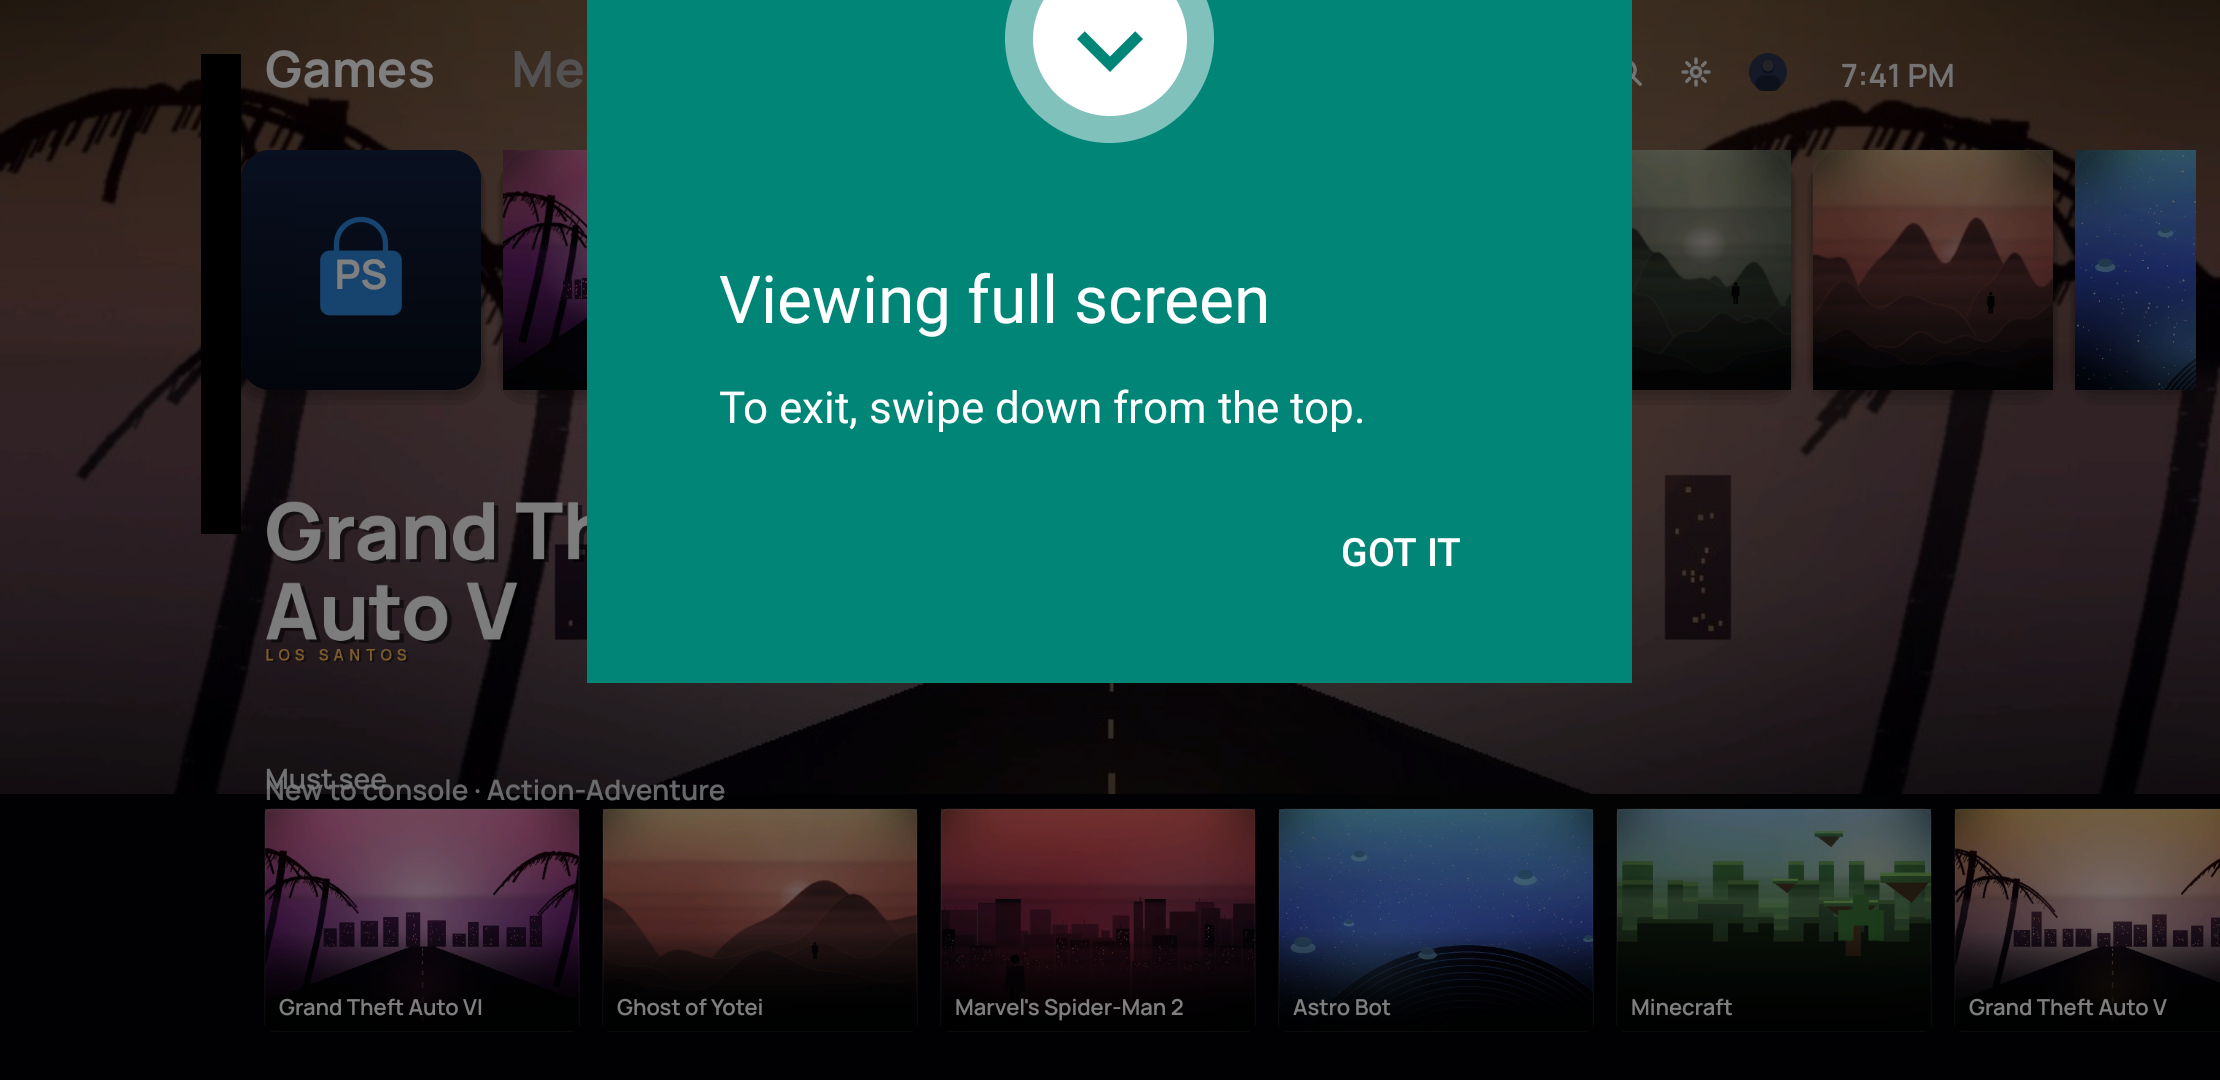 Games
Me
7:41 PM
PS
Viewing full screen
To exit, swipe down from the top.
GOT IT
Grand Th
Auto V
LOS SANTOS
Must see
New to console · Action-Adventure
Grand Theft Auto VI
Ghost of Yotei
Marvel's Spider-Man 2
Astro Bot
Minecraft
Grand Theft Auto V